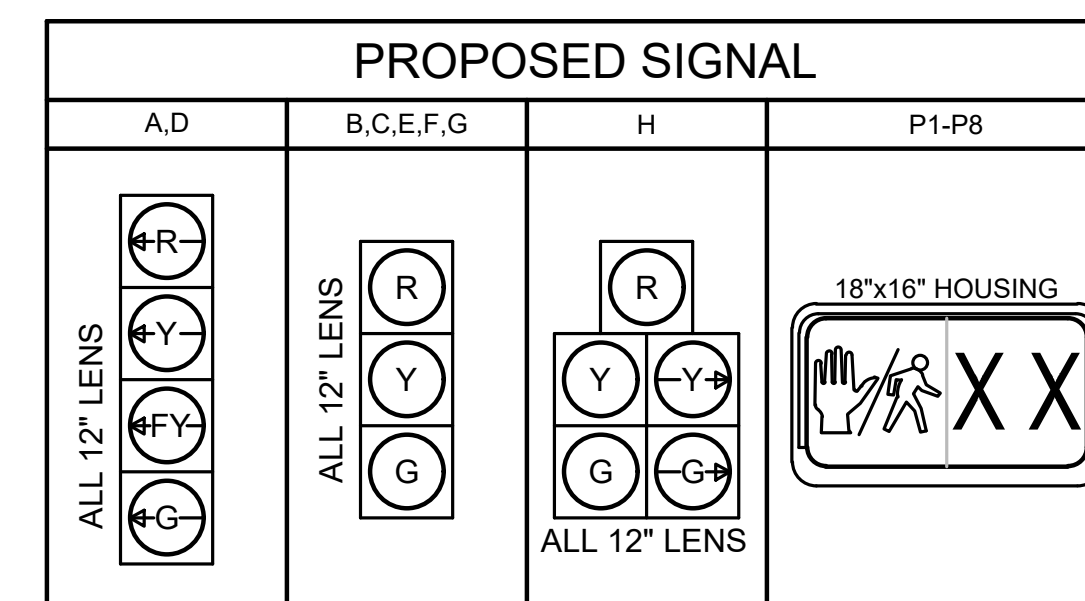 PROPOSED SIGNAL
A,D
B,C,E,F,G
H
P1-P8
ALL 12" LENS
R
Y
FY
G
ALL 12" LENS
R
Y
G
R
Y
Y
G
G
ALL 12" LENS
18"x16" HOUSING
X X